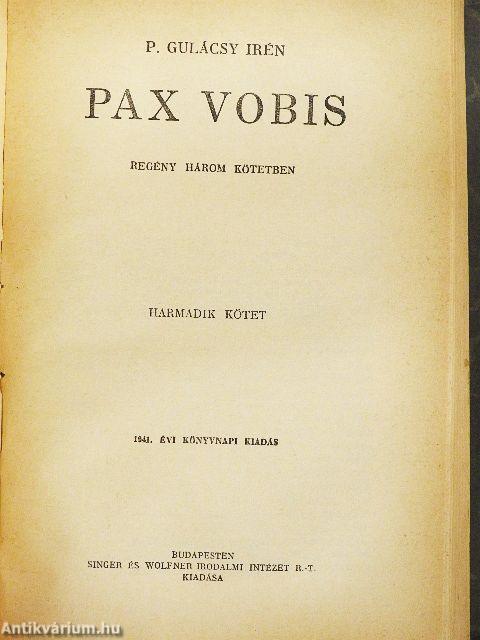 P. GULÁCSY IRÉN
PAX VOBIS
REGÉNY HÁROM KÖTETBEN
HARMADIK KÖTET
1941. ÉVI KÖNYVNAPI KIADÁS
BUDAPESTEN
SINGER ÉS WOLFNER IRODALMI INTÉZET R.-T.
KIADÁSA
Antikvárium.hu